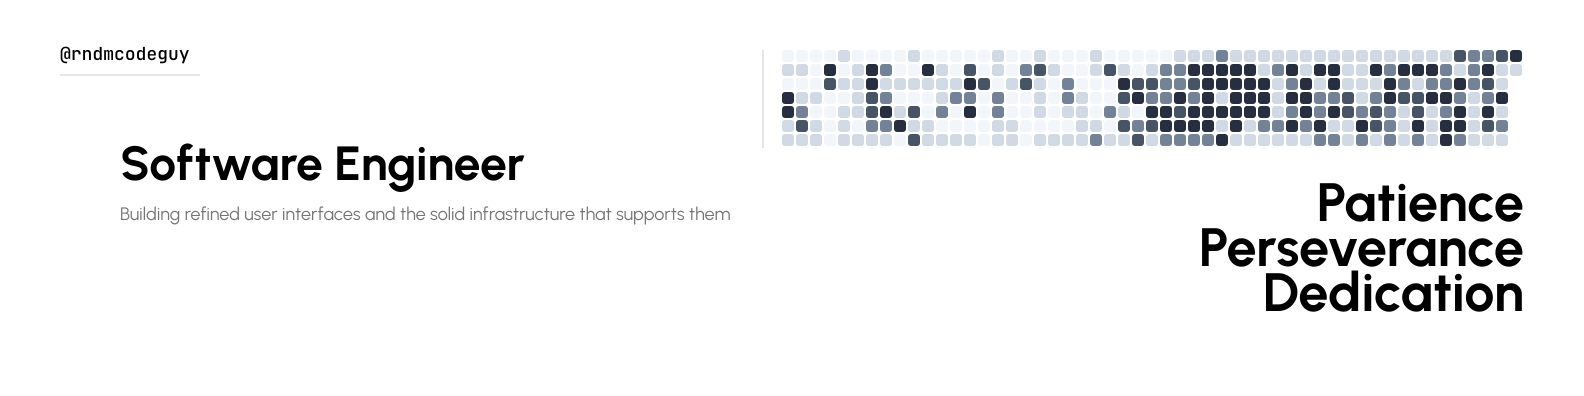 @rndmcodeguy
Software Engineer
Building refined user interfaces and the solid infrastructure that supports them
Patience
Perseverance
Dedication